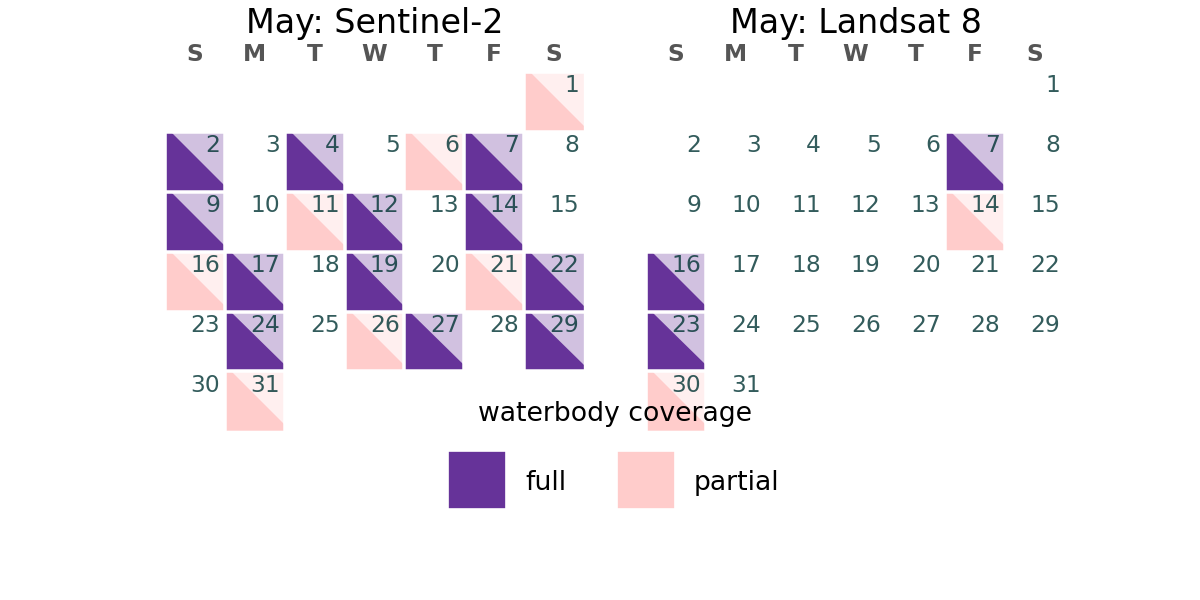 May: Sentinel-2
S M T W T F S
1
2 3 4 5 6 7 8
9 10 11 12 13 14 15
16 17 18 19 20 21 22
23 24 25 26 27 28 29
30 31
May: Landsat 8
S M T W T F S
1
2 3 4 5 6 7 8
9 10 11 12 13 14 15
16 17 18 19 20 21 22
23 24 25 26 27 28 29
30 31
waterbody coverage
full partial